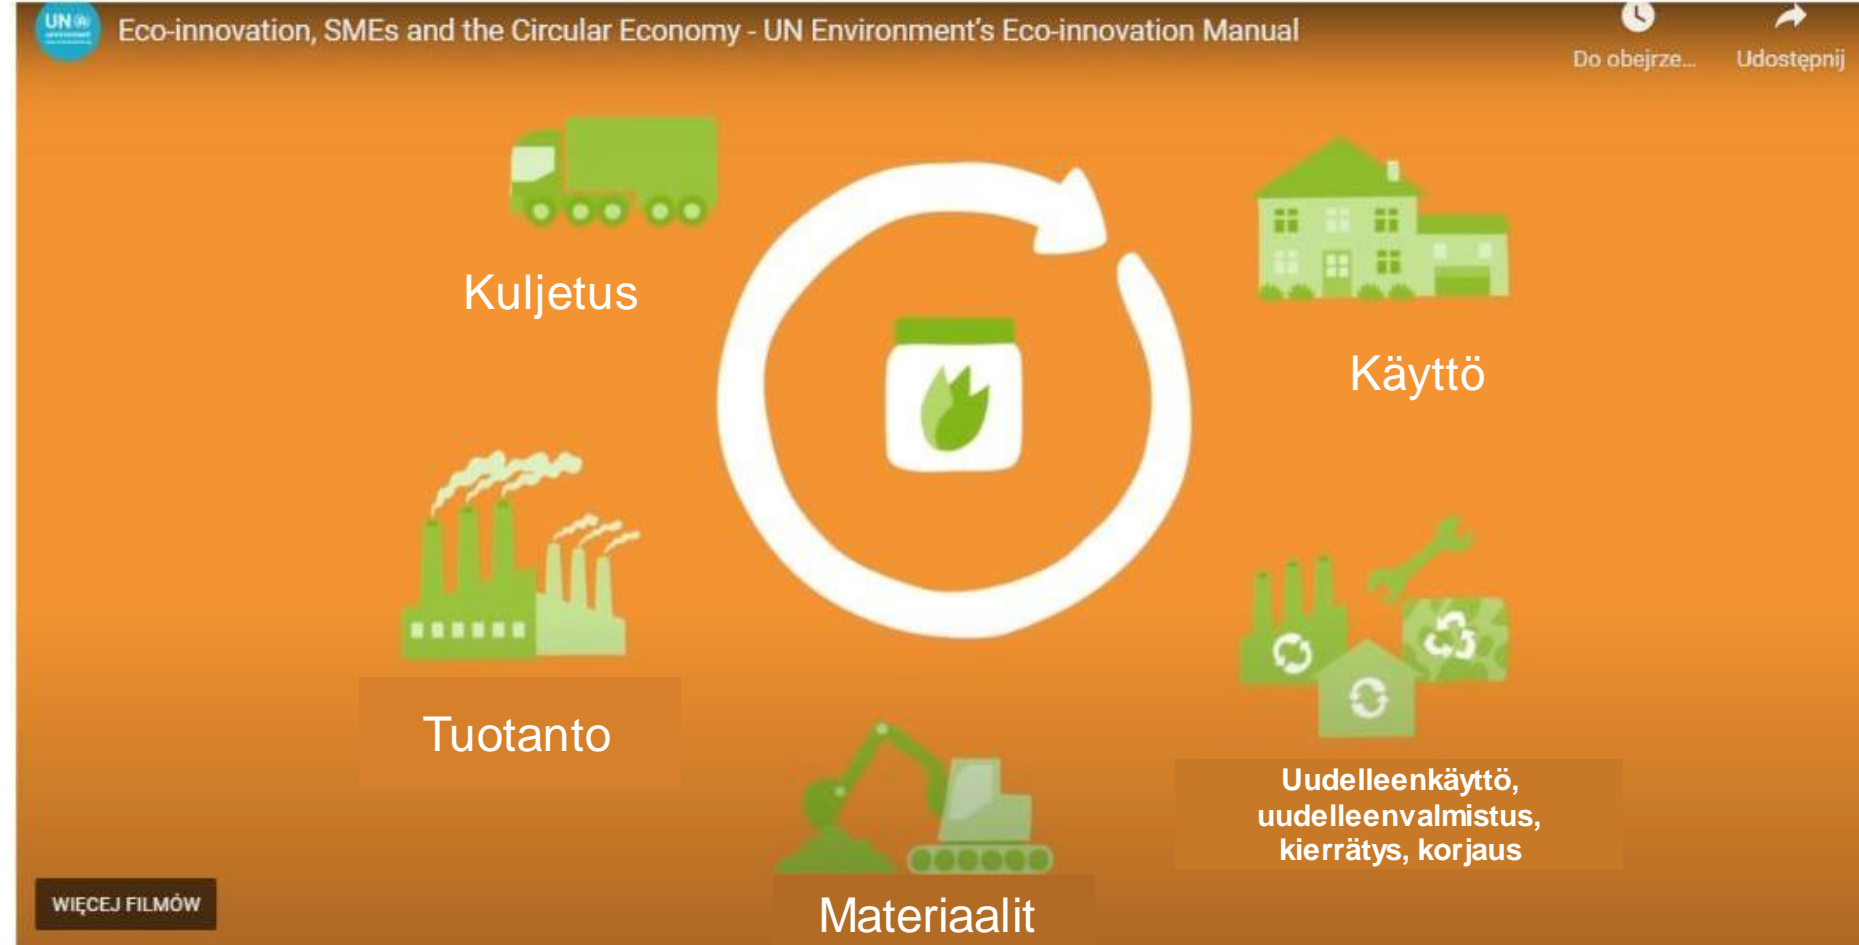 UN
Eco-innovation, SMEs and the Circular Economy - UN Environment's Eco-innovation Manual
Do obejrze...
Udostępnij
Kuljetus
Käyttö
Tuotanto
Uudelleenkäyttö,
uudelleenvalmistus,
kierrätys, korjaus
Materiaalit
WIĘCEJ FILMÓW